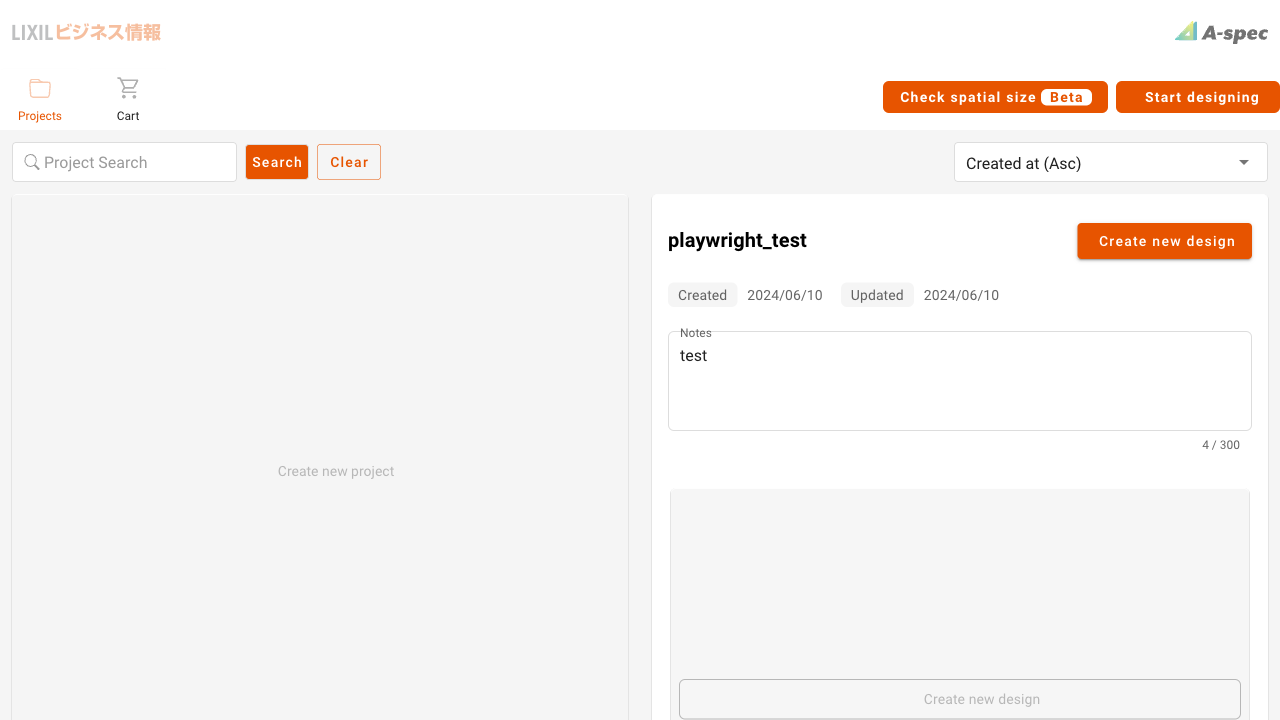 LIXILビジネス情報
A-spec
Projects
Cart
Check spatial size Beta
Start designing
Project Search
Search
Clear
Created at (Asc)
Create new project
playwright_test
Create new design
Created 2024/06/10 Updated 2024/06/10
Notes
test
4 / 300
Create new design